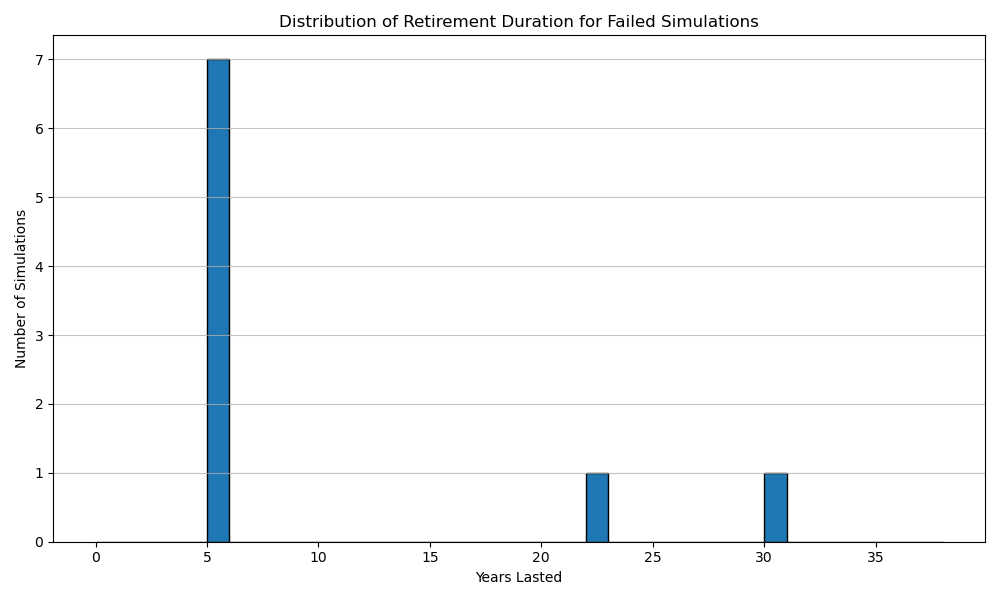 Distribution of Retirement Duration for Failed Simulations
Number of Simulations
7
6
5
4
3
2
1
0
0 5 10 15 20 25 30 35
Years Lasted